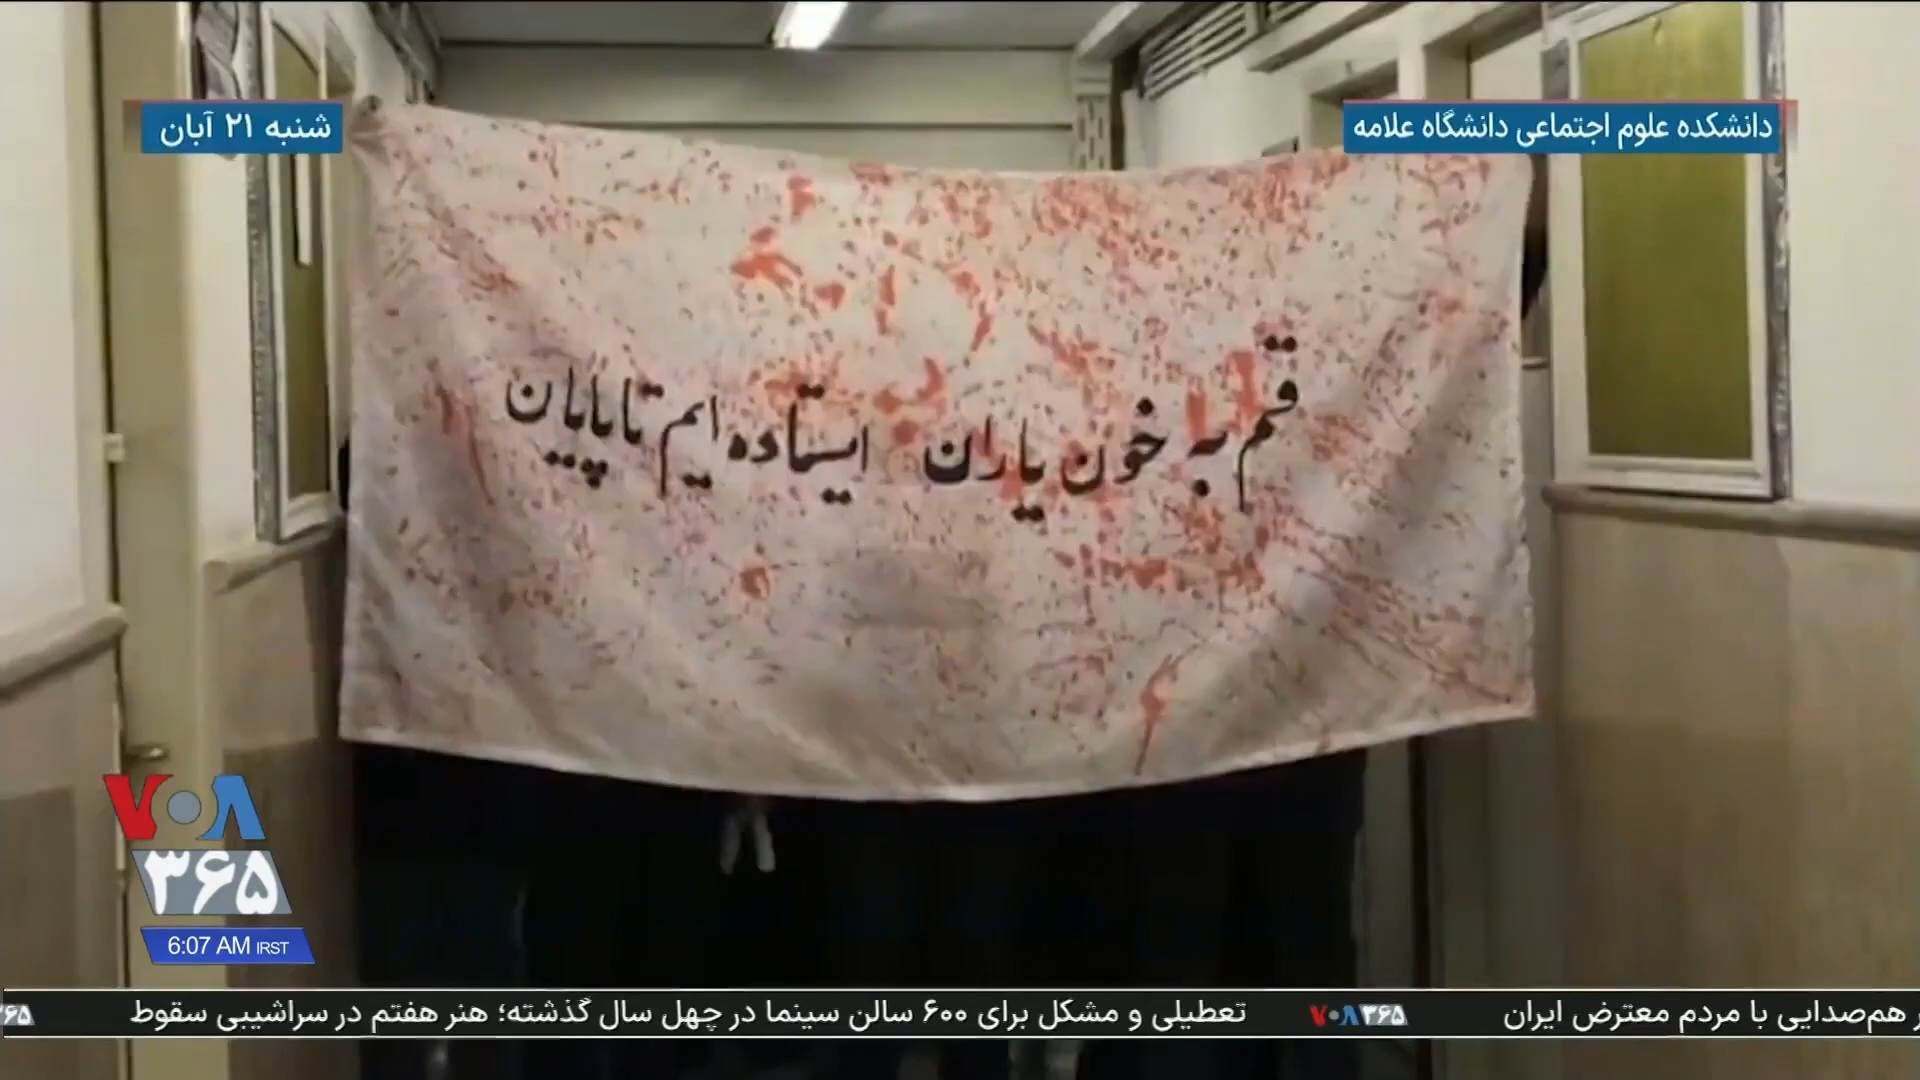 دانشکده علوم اجتماعی دانشگاه علامه
شنبه ۲۱ آبان
قسم به خون یاران ایستاده ایم تا پایان
VOA
۳۶۵
6:07 AM IRST
هم‌صدایی با مردم معترض ایران VOA۳۶۵ تعطیلی و مشکل برای ۶۰۰ سالن سینما در چهل سال گذشته؛ هنر هفتم در سراشیبی سقوط